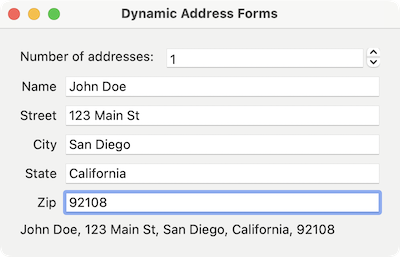 Dynamic Address Forms
Number of addresses: 1
Name John Doe
Street 123 Main St
City San Diego
State California
Zip 92108
John Doe, 123 Main St, San Diego, California, 92108